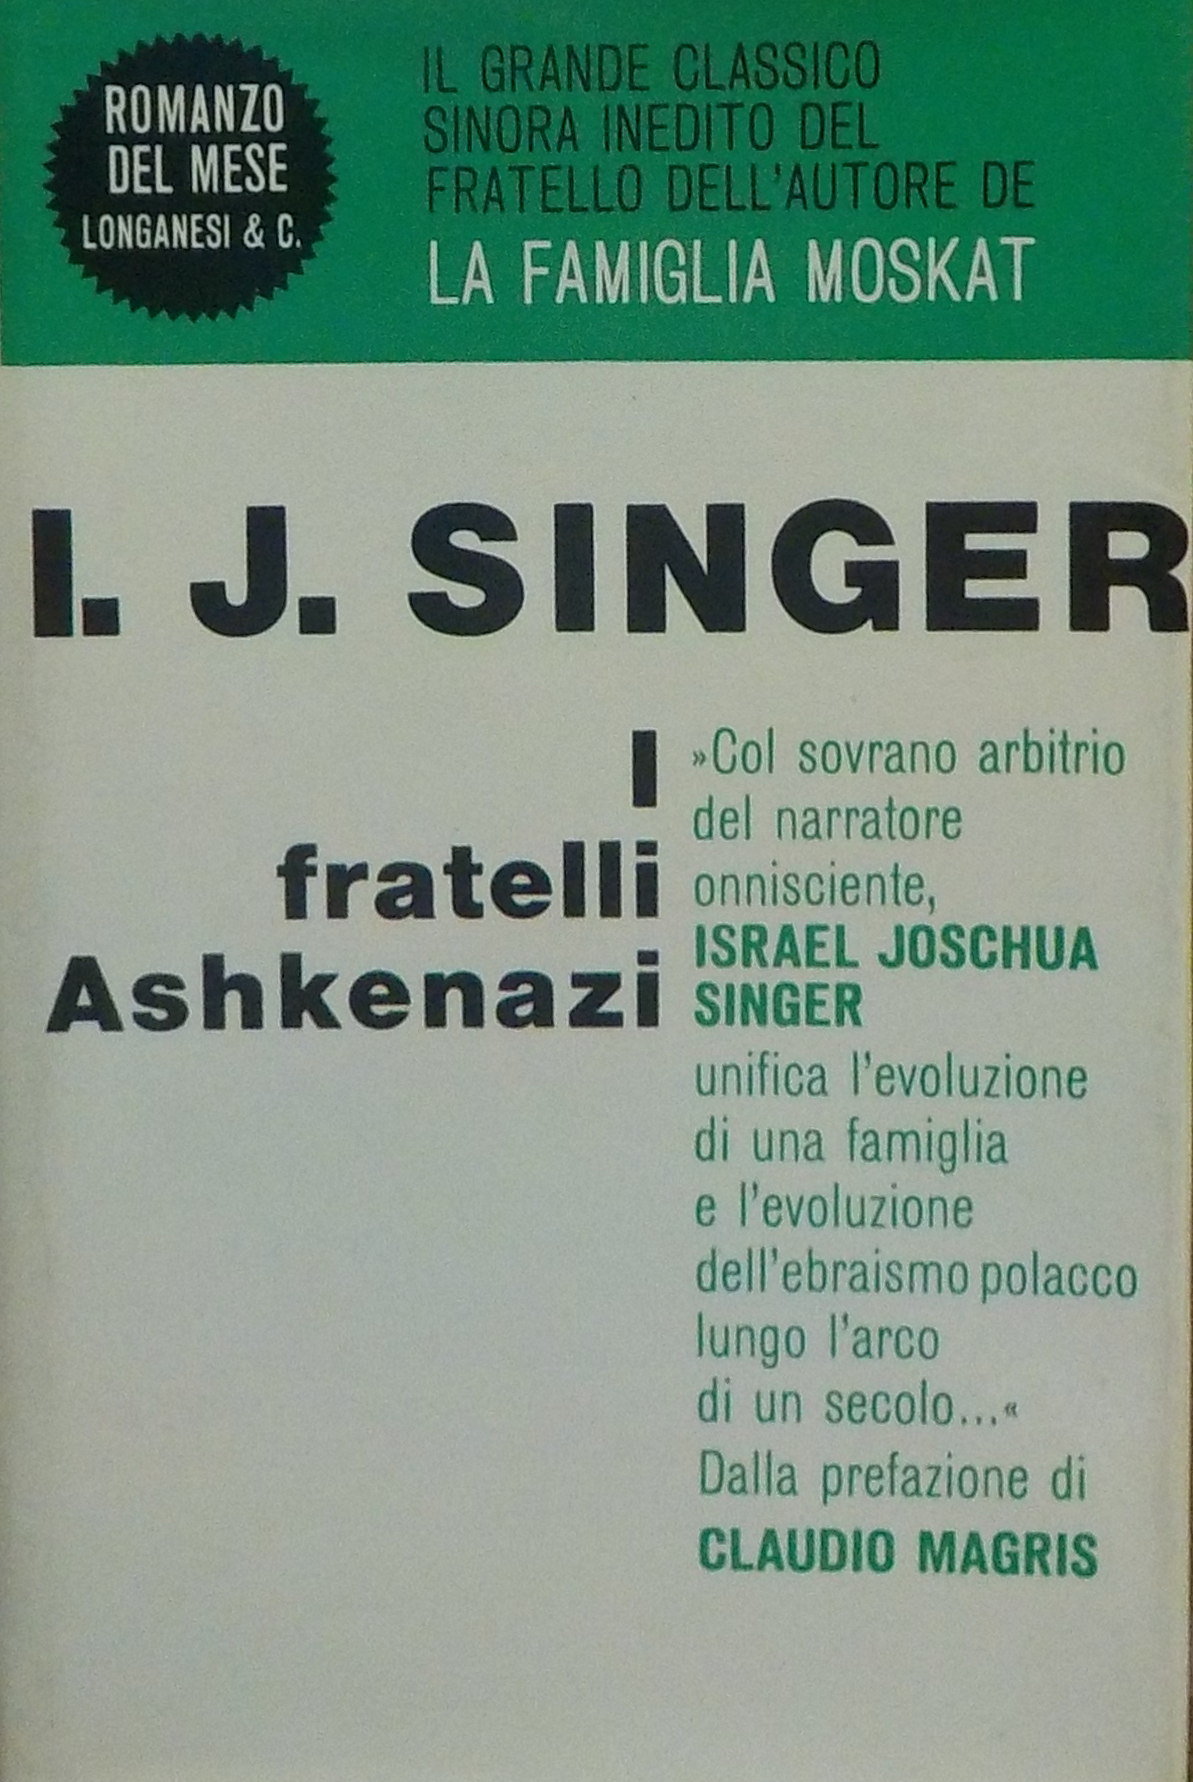 ROMANZO
DEL MESE
LONGANESI & C.
IL GRANDE CLASSICO
SINORA INEDITO DEL
FRATELLO DELL'AUTORE DE
LA FAMIGLIA MOSKAT
I. J. SINGER
I
fratelli
Ashkenazi
»Col sovrano arbitrio
del narratore
onnisciente,
ISRAEL JOSCHUA
SINGER
unifica l'evoluzione
di una famiglia
e l'evoluzione
dell'ebraismo polacco
lungo l'arco
di un secolo...«
Dalla prefazione di
CLAUDIO MAGRIS